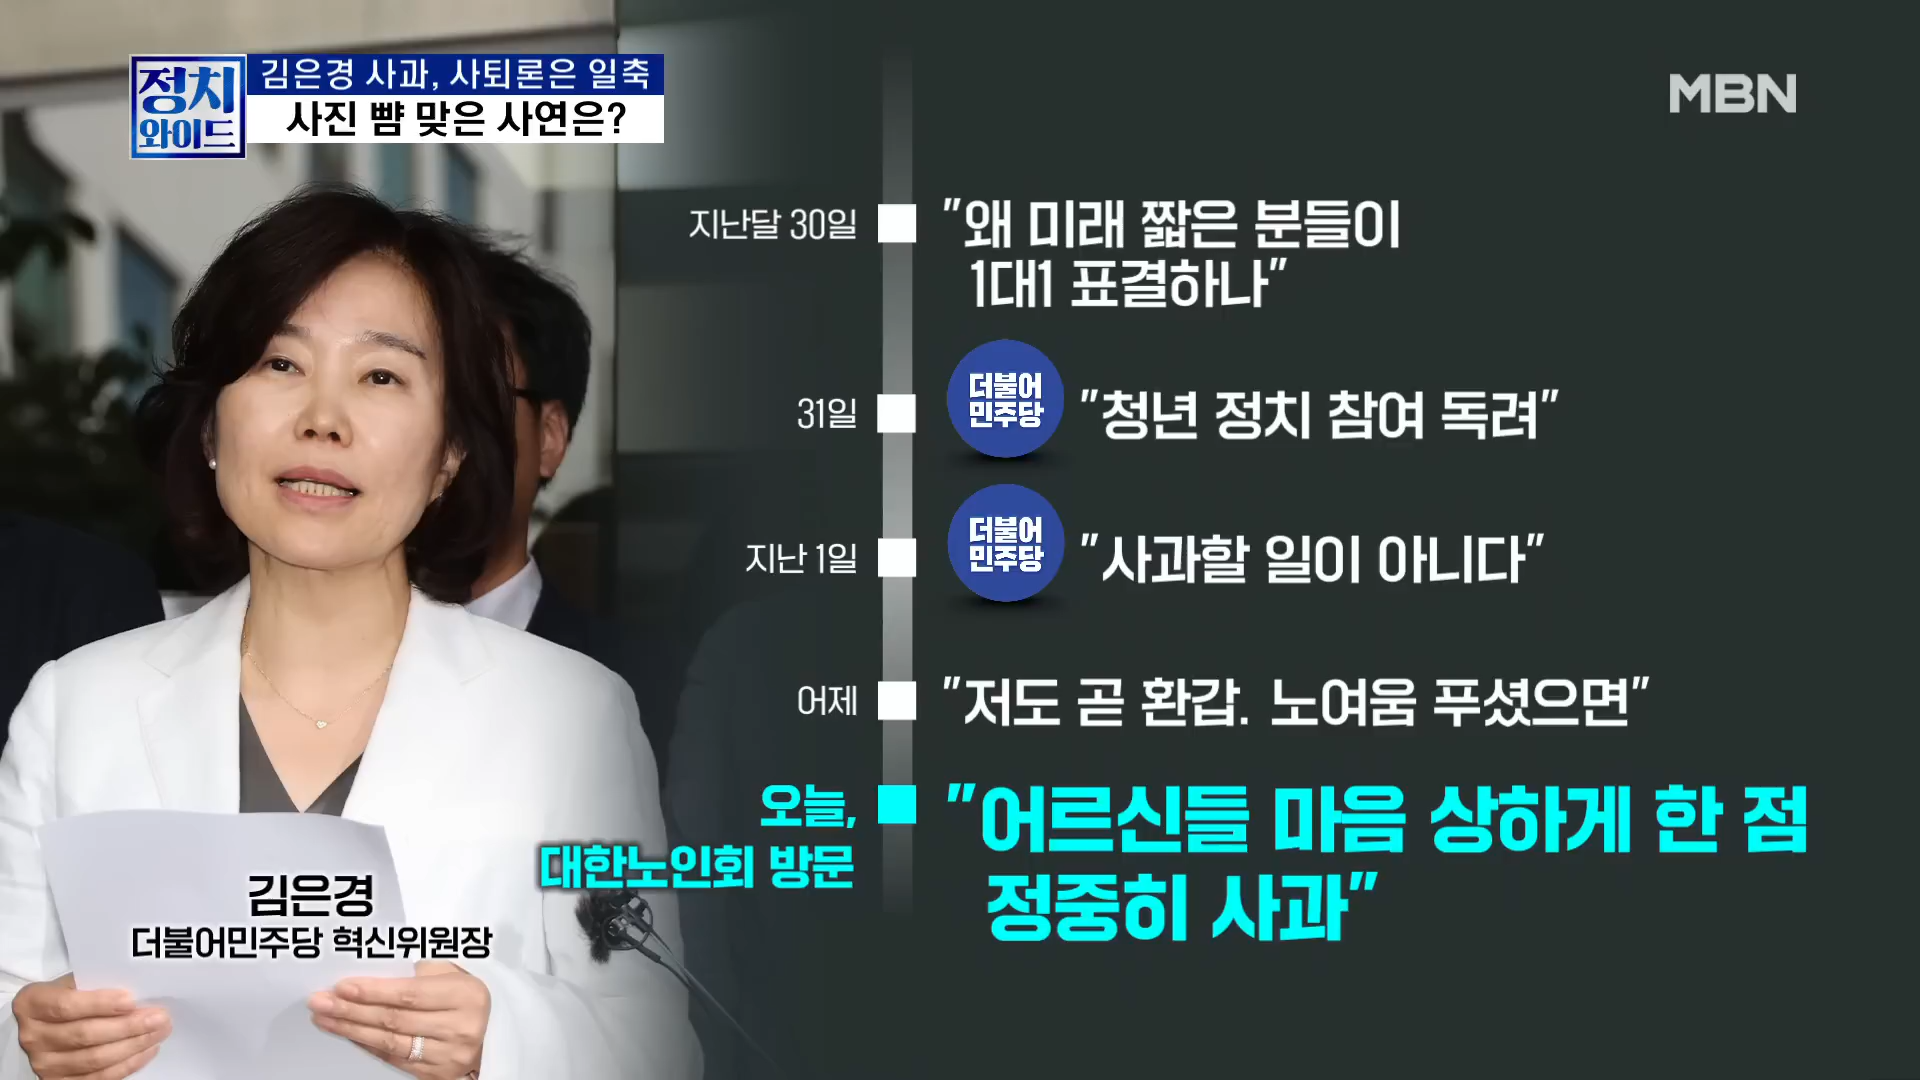 정치
와이드
김은경 사과, 사퇴론은 일축
사진 뺨 맞은 사연은?
MBN
지난달 30일
"왜 미래 짧은 분들이
1대1 표결하나"
31일
더불어
민주당
"청년 정치 참여 독려"
지난 1일
더불어
민주당
"사과할 일이 아니다"
어제
"저도 곧 환갑. 노여움 푸셨으면"
오늘,
대한노인회 방문
"어르신들 마음 상하게 한 점
정중히 사과"
김은경
더불어민주당 혁신위원장